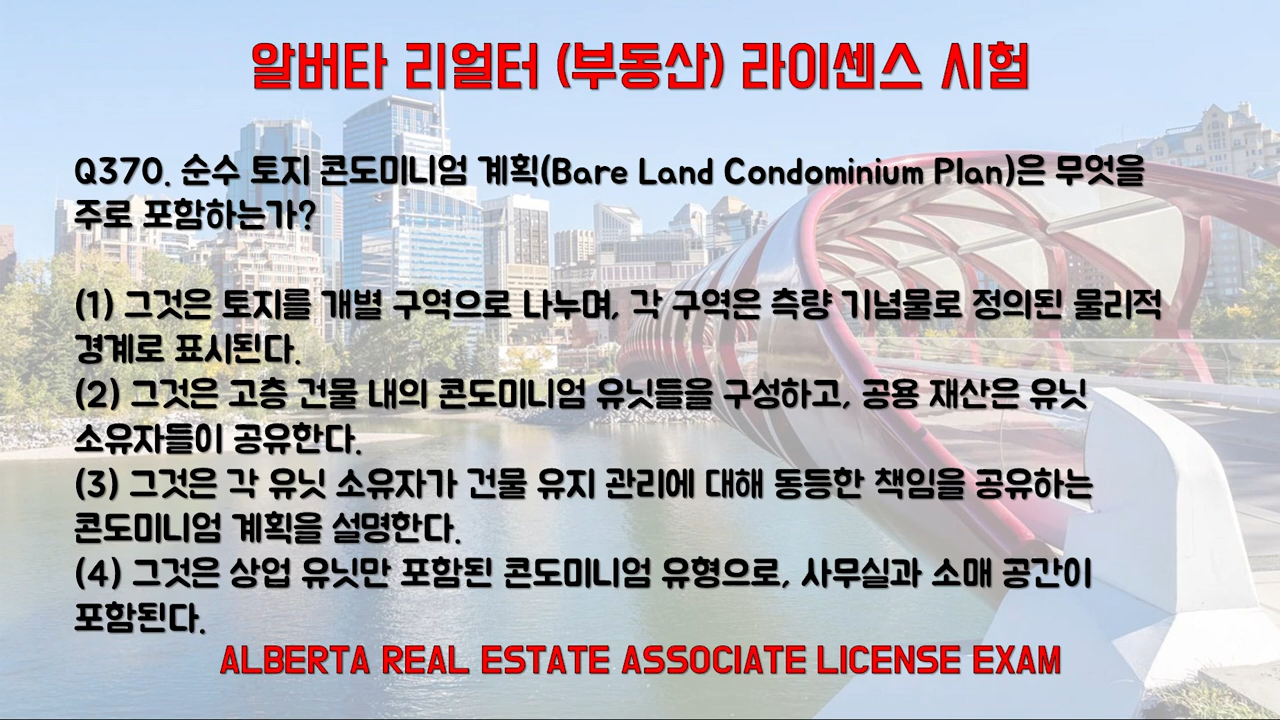 알버타 리얼터 (부동산) 라이센스 시험
Q370. 순수 토지 콘도미니엄 계획(Bare Land Condominium Plan)은 무엇을
주로 포함하는가?
(1) 그것은 토지를 개별 구역으로 나누며, 각 구역은 측량 기념물로 정의된 물리적
경계로 표시된다.
(2) 그것은 고층 건물 내의 콘도미니엄 유닛들을 구성하고, 공용 재산은 유닛
소유자들이 공유한다.
(3) 그것은 각 유닛 소유자가 건물 유지 관리에 대해 동등한 책임을 공유하는
콘도미니엄 계획을 설명한다.
(4) 그것은 상업 유닛만 포함된 콘도미니엄 유형으로, 사무실과 소매 공간이
포함된다.
ALBERTA REAL ESTATE ASSOCIATE LICENSE EXAM